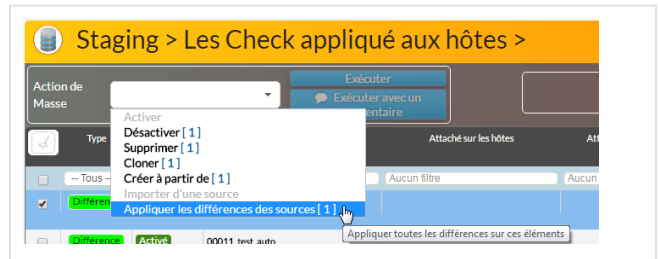 Staging > Les Check appliqué aux hôtes >
Action de
Masse
Exécuter
Exécuter avec un
entaire
Activer
Désactiver [ 1 ]
Supprimer [ 1 ]
Cloner [ 1 ]
Créer à partir de [ 1 ]
Importer d'une source
Appliquer les différences des sources [ 1 ]
Appliquer toutes les différences sur ces éléments
Type
Attaché sur les hôtes
Att
-- Tous --
Aucun filtre
Aucun
Différen
Différence
Activé
00011 test auto